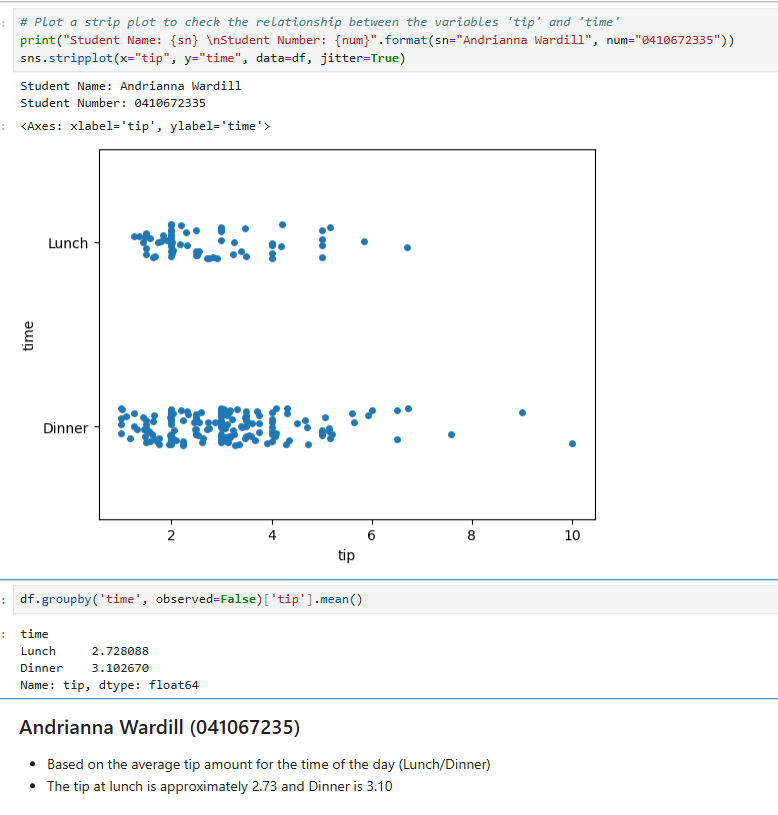 # Plot a strip plot to check the relationship between the variables 'tip' and 'time'
print("Student Name: {sn} \nStudent Number: {num}".format(sn="Andrianna Wardill", num="0410672335"))
sns.stripplot(x="tip", y="time", data=df, jitter=True)
Student Name: Andrianna Wardill
Student Number: 0410672335
<Axes: xlabel='tip', ylabel='time'>
Lunch
time
Dinner
2 4 6 8 10
tip
df.groupby('time', observed=False)['tip'].mean()
time
Lunch 2.728088
Dinner 3.102670
Name: tip, dtype: float64
Andrianna Wardill (041067235)
• Based on the average tip amount for the time of the day (Lunch/Dinner)
• The tip at lunch is approximately 2.73 and Dinner is 3.10